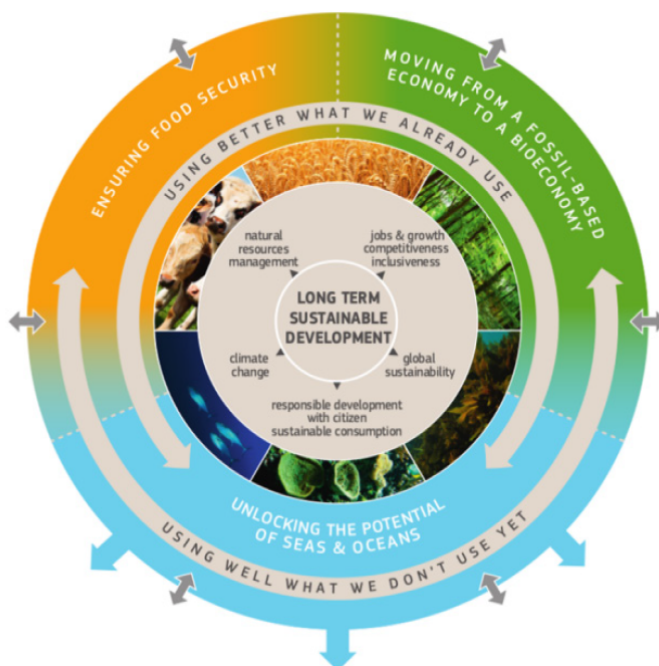 ENSURING FOOD SECURITY
MOVING FROM A FOSSIL-BASED
ECONOMY TO A BIOECONOMY
USING BETTER WHAT WE ALREADY USE
natural
resources
management
jobs & growth
competitiveness
inclusiveness
LONG TERM
SUSTAINABLE
DEVELOPMENT
climate
change
global
sustainability
responsible development
with citizen
sustainable consumption
UNLOCKING THE POTENTIAL
OF SEAS & OCEANS
USING WELL WHAT WE DON'T USE YET